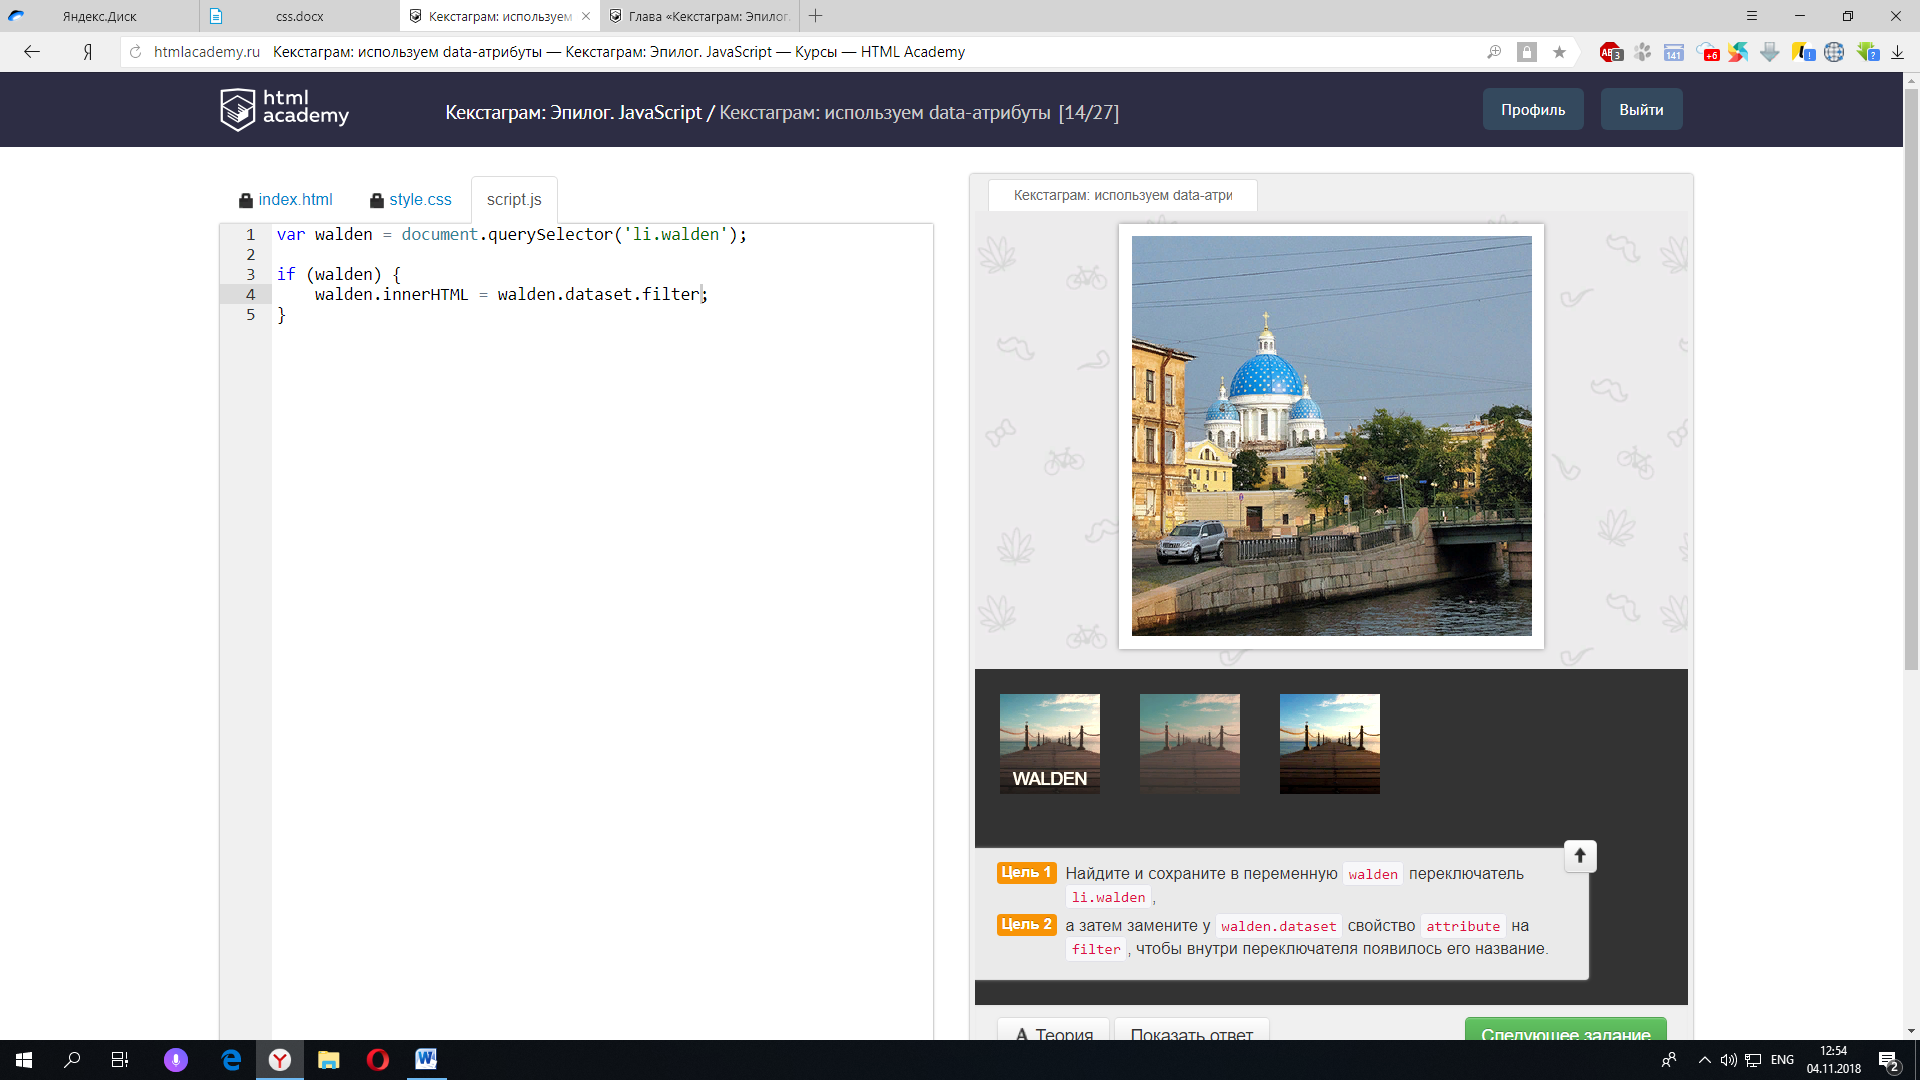 Яндекс.Диск
css.docx
Кекстаграм: используем
Глава «Кекстаграм: Эпилог.
htmlacademy.ru Кекстаграм: используем data-атрибуты — Кекстаграм: Эпилог. JavaScript — Курсы — HTML Academy
html
academy
Кекстаграм: Эпилог. JavaScript / Кекстаграм: используем data-атрибуты [14/27]
Профиль
Выйти
index.html
style.css
script.js
1 var walden = document.querySelector('li.walden');
2
3 if (walden) {
4 walden.innerHTML = walden.dataset.filter;
5 }
Кекстаграм: используем data-атри
WALDEN
Цель 1 Найдите и сохраните в переменную walden переключатель
li.walden ,
Цель 2 а затем замените у walden.dataset свойство attribute на
filter , чтобы внутри переключателя появилось его название.
Теория
Показать ответ
Следующее задание
ENG
12:54
04.11.2018
2